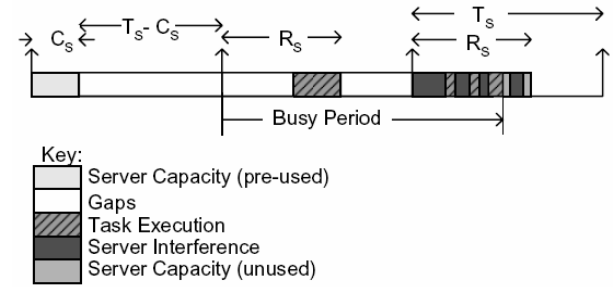 T_S
C_S T_S- C_S R_S R_S
Busy Period
Key:
Server Capacity (pre-used)
Gaps
Task Execution
Server Interference
Server Capacity (unused)